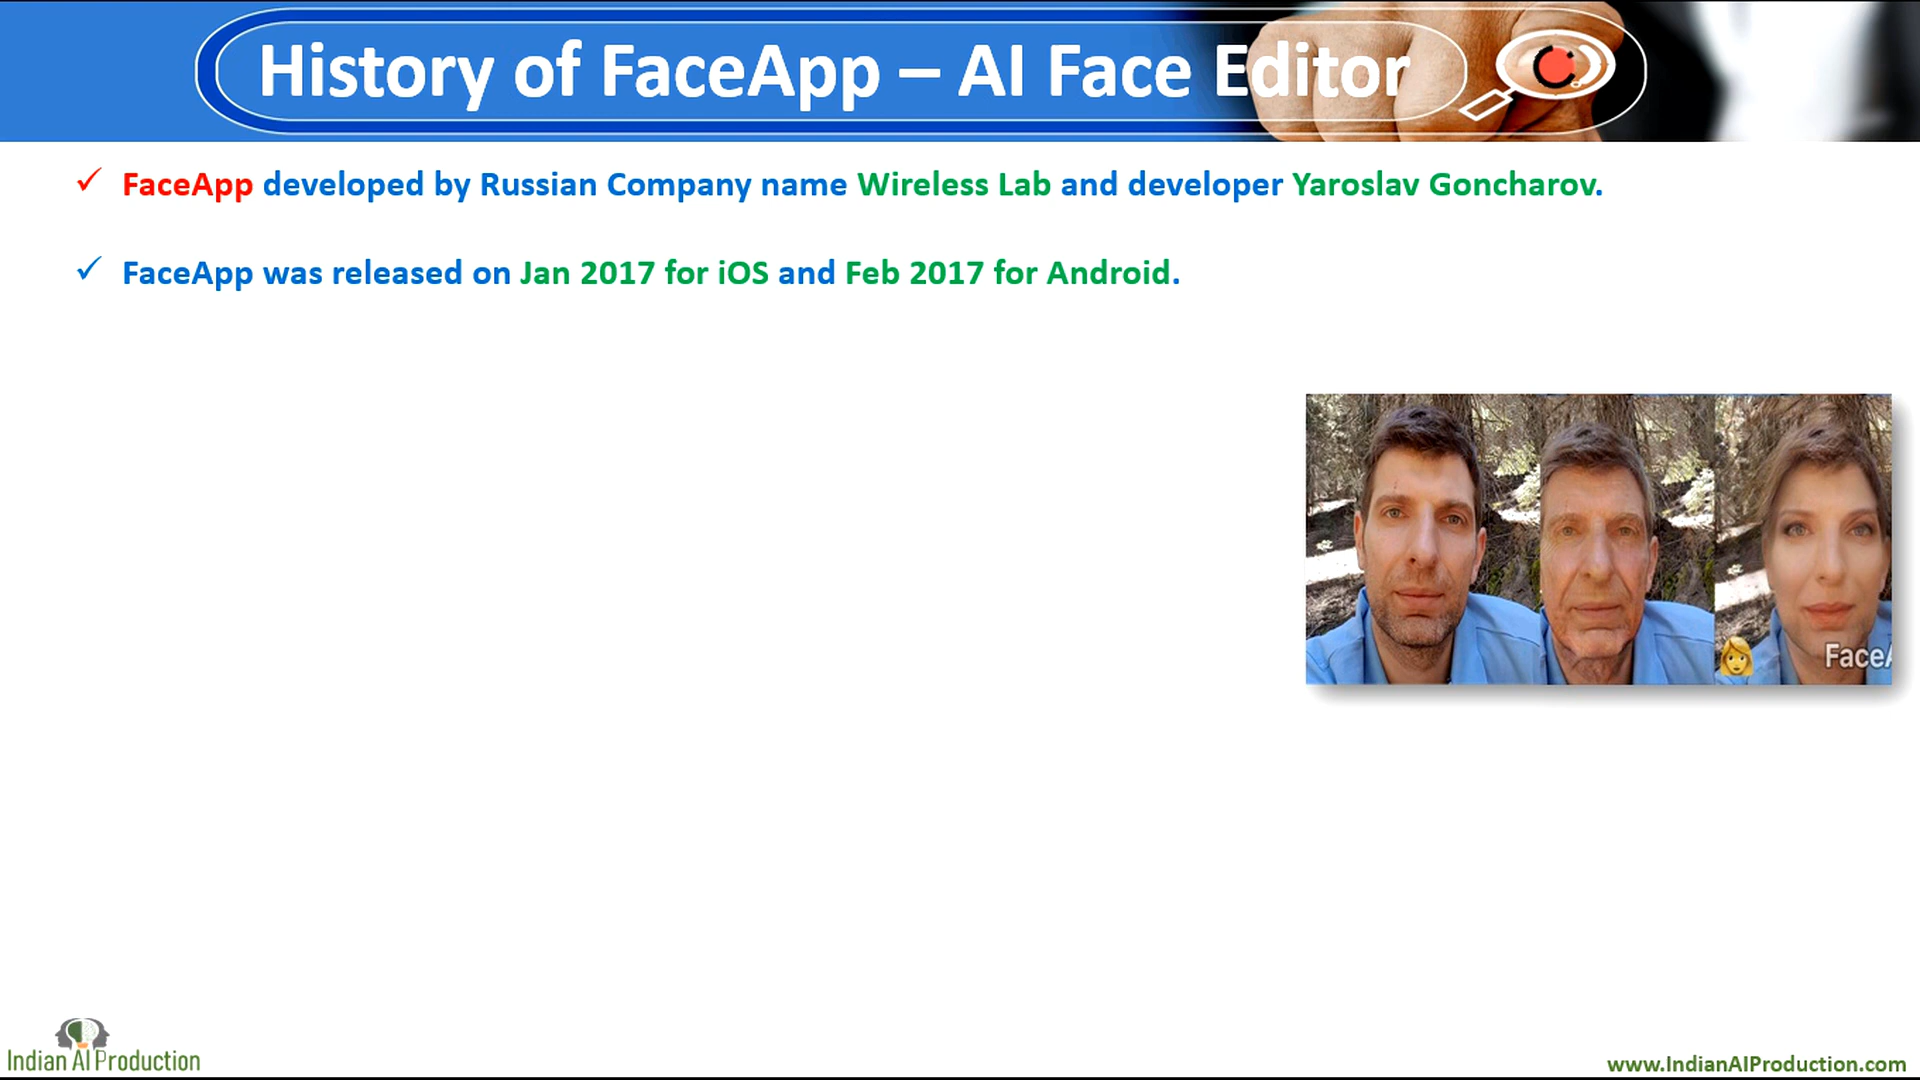 History of FaceApp – AI Face Editor
FaceApp developed by Russian Company name Wireless Lab and developer Yaroslav Goncharov.
FaceApp was released on Jan 2017 for iOS and Feb 2017 for Android.
FaceA
Indian AI Production
www.IndianAIProduction.com